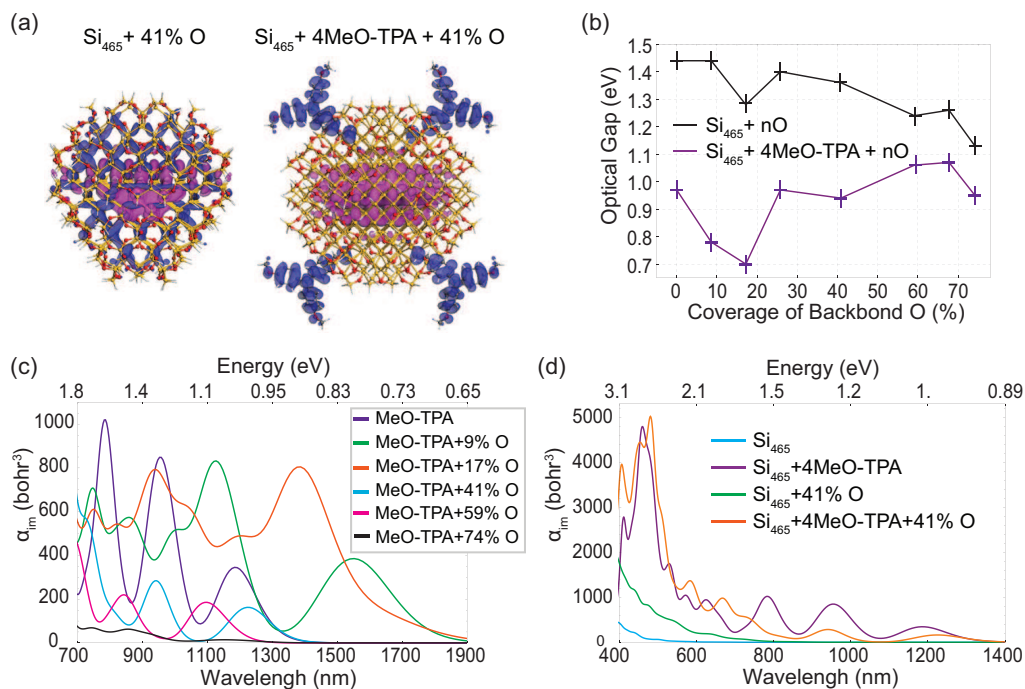 (a)
Si465+ 41% O
Si465+ 4MeO-TPA + 41% O
(b)
Optical Gap (eV)
1.5
1.4
1.3
1.2
1.1
1.0
0.9
0.8
0.7
Si465+ nO
Si465+ 4MeO-TPA + nO
0 10 20 30 40 50 60 70
Coverage of Backbond O (%)
(c)
Energy (eV)
1.8 1.4 1.1 0.95 0.83 0.73 0.65
αim (bohr³)
1000
800
600
400
200
0
MeO-TPA
MeO-TPA+9% O
MeO-TPA+17% O
MeO-TPA+41% O
MeO-TPA+59% O
MeO-TPA+74% O
700 900 1100 1300 1500 1700 1900
Wavelengh (nm)
(d)
Energy (eV)
3.1 2.1 1.5 1.2 1. 0.89
αim (bohr³)
5000
4000
3000
2000
1000
0
Si465
Si465+4MeO-TPA
Si465+41% O
Si465+4MeO-TPA+41% O
400 600 800 1000 1200 1400
Wavelength (nm)